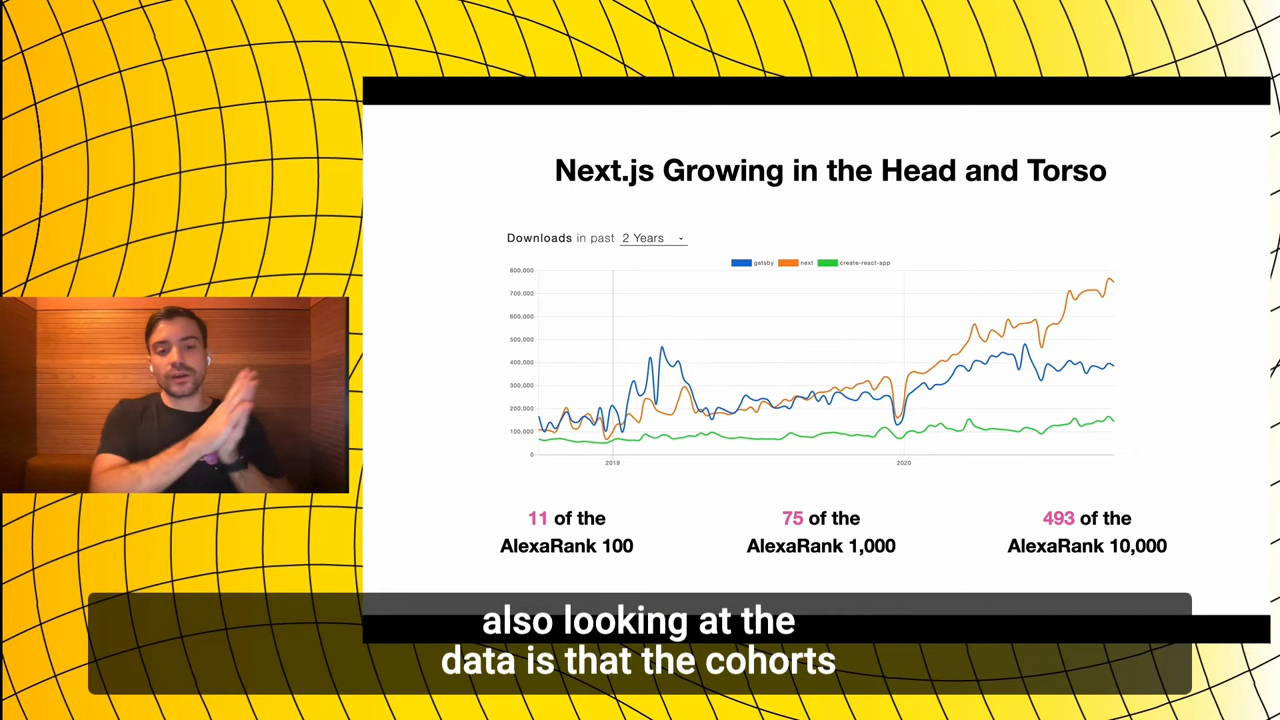 Next.js Growing in the Head and Torso
Downloads in past 2 Years
gatsby next create-react-app
800,000
700,000
600,000
500,000
400,000
300,000
200,000
100,000
0
2019 2020
11 of the
AlexaRank 100
75 of the
AlexaRank 1,000
493 of the
AlexaRank 10,000
also looking at the
data is that the cohorts